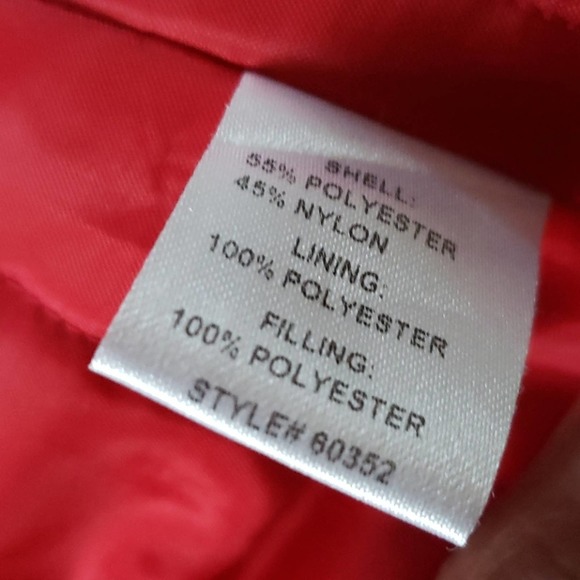 SHELL:
55% POLYESTER
45% NYLON
LINING:
100% POLYESTER
FILLING:
100% POLYESTER
STYLE# 60352